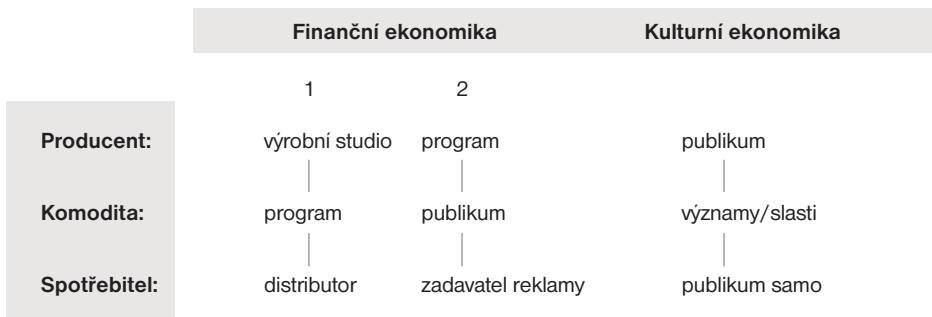 Finanční ekonomika Kulturní ekonomika
1 2
Producent: výrobní studio program publikum
Komodita: program publikum významy/slasti
Spotřebitel: distributor zadavatel reklamy publikum samo